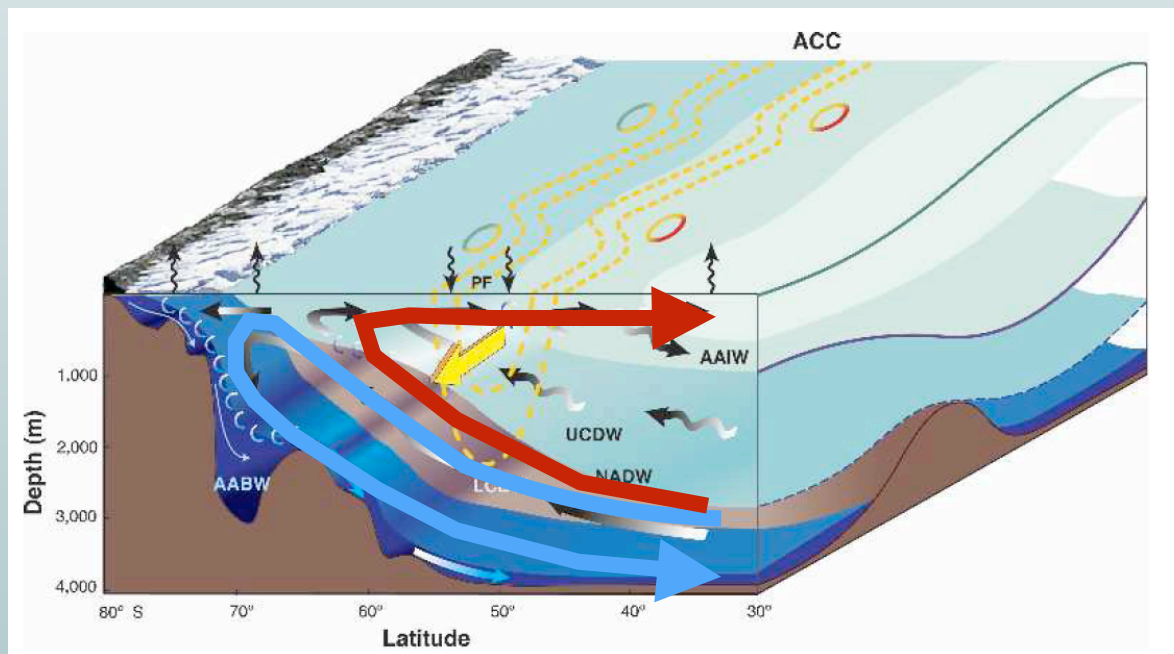 ACC
PF
AAIW
1,000
UCDW
2,000
NADW
AABW
3,000
4,000
80° S
70°
60°
50°
40°
30°
Depth (m)
Latitude